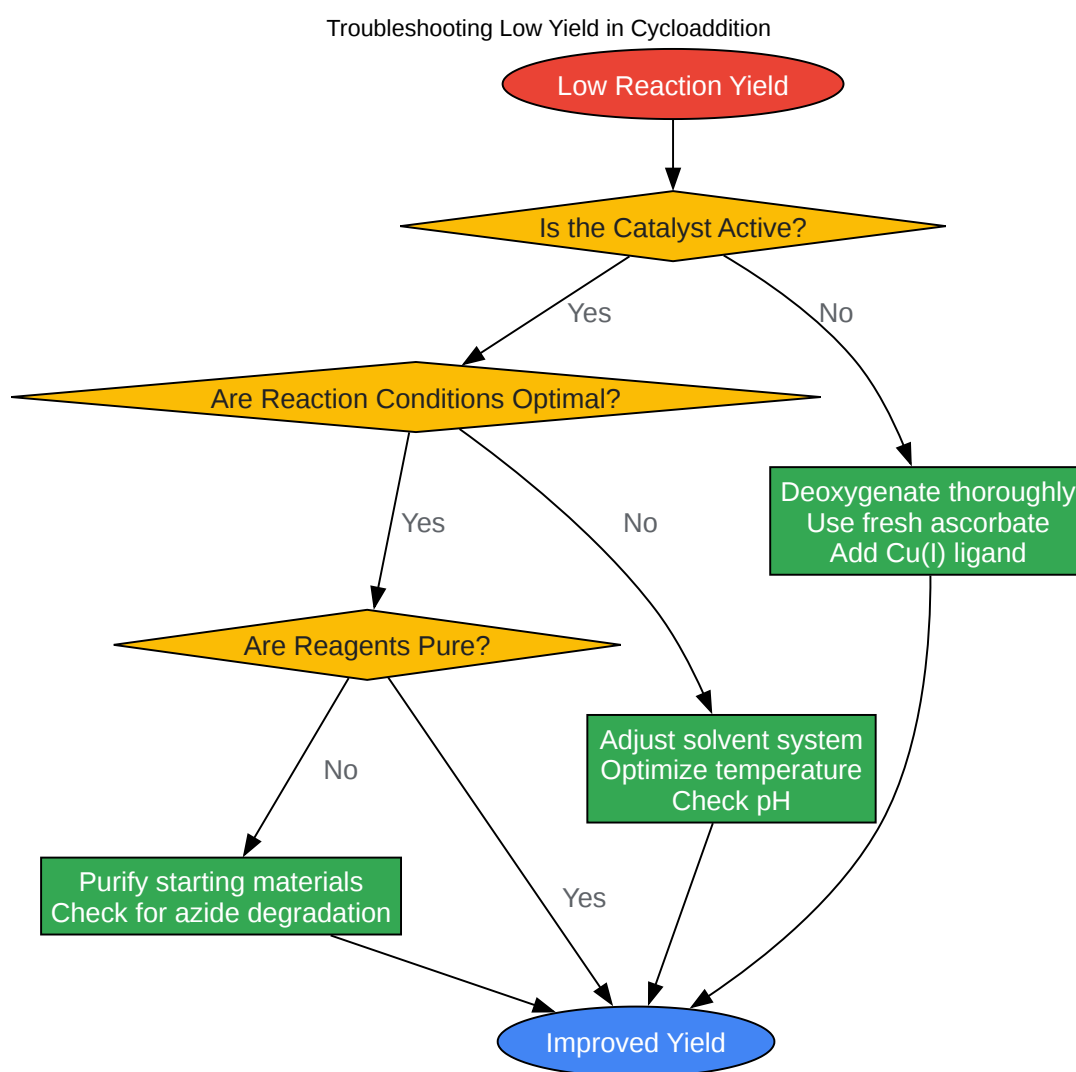 Troubleshooting Low Yield in Cycloaddition
Low Reaction Yield
Is the Catalyst Active?
Yes
No
Are Reaction Conditions Optimal?
Deoxygenate thoroughly
Use fresh ascorbate
Add Cu(I) ligand
Yes
No
Are Reagents Pure?
Adjust solvent system
Optimize temperature
Check pH
No
Purify starting materials
Check for azide degradation
Yes
Improved Yield